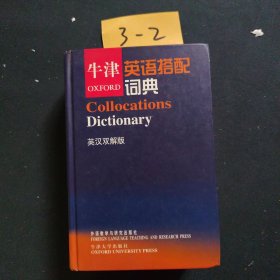 3-2
牛津 英语搭配
OXFORD 词典
Collocations
Dictionary
英汉双解版
外语教学与研究出版社
FOREIGN LANGUAGE TEACHING AND RESEARCH PRESS
牛津大学出版社
OXFORD UNIVERSITY PRESS